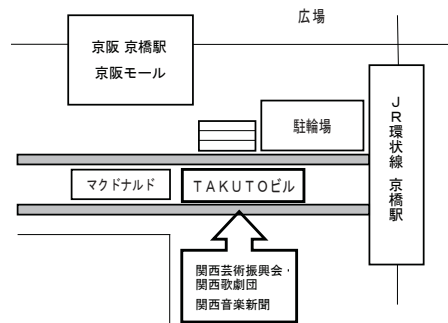 広場
京阪 京橋駅
京阪モール
駐輪場
JR環状線 京橋駅
マクドナルド
TAKUTOビル
関西芸術振興会・
関西歌劇団
関西音楽新聞